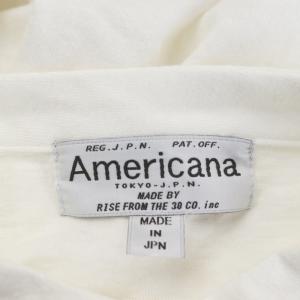 REG.J.P.N. PAT.OFF.
Americana
TOKYO-J.P.N.
MADE BY
RISE FROM THE 30 CO. inc
MADE
IN
JPN